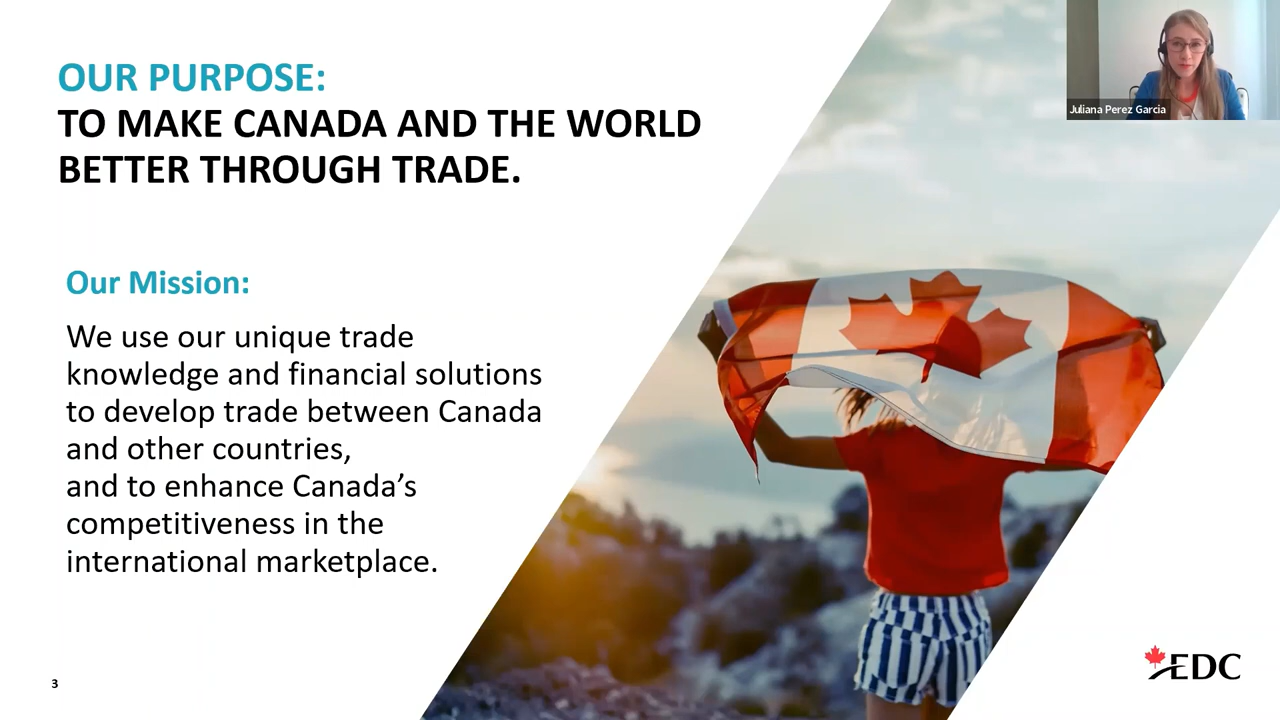 OUR PURPOSE:
TO MAKE CANADA AND THE WORLD
BETTER THROUGH TRADE.
Our Mission:
We use our unique trade
knowledge and financial solutions
to develop trade between Canada
and other countries,
and to enhance Canada’s
competitiveness in the
international marketplace.
3
Juliana Perez Garcia
EDC